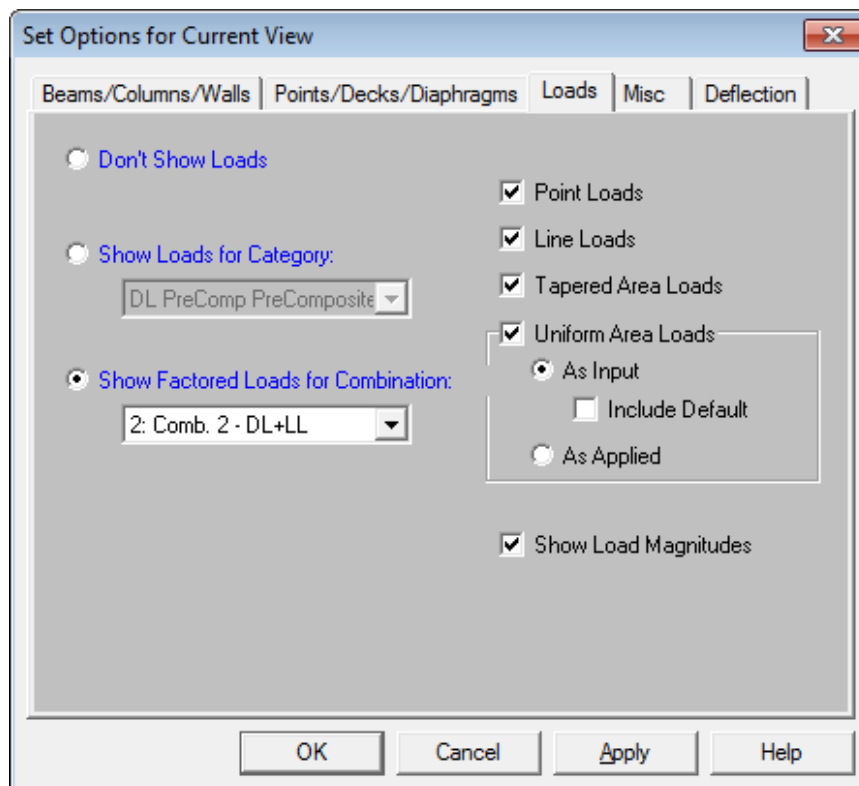 Set Options for Current View
Beams/Columns/Walls
Points/Decks/Diaphragms
Loads
Misc
Deflection
Don't Show Loads
Show Loads for Category:
DL PreComp PreComposite
Show Factored Loads for Combination:
2: Comb. 2 - DL+LL
Point Loads
Line Loads
Tapered Area Loads
Uniform Area Loads
As Input
Include Default
As Applied
Show Load Magnitudes
OK
Cancel
Apply
Help